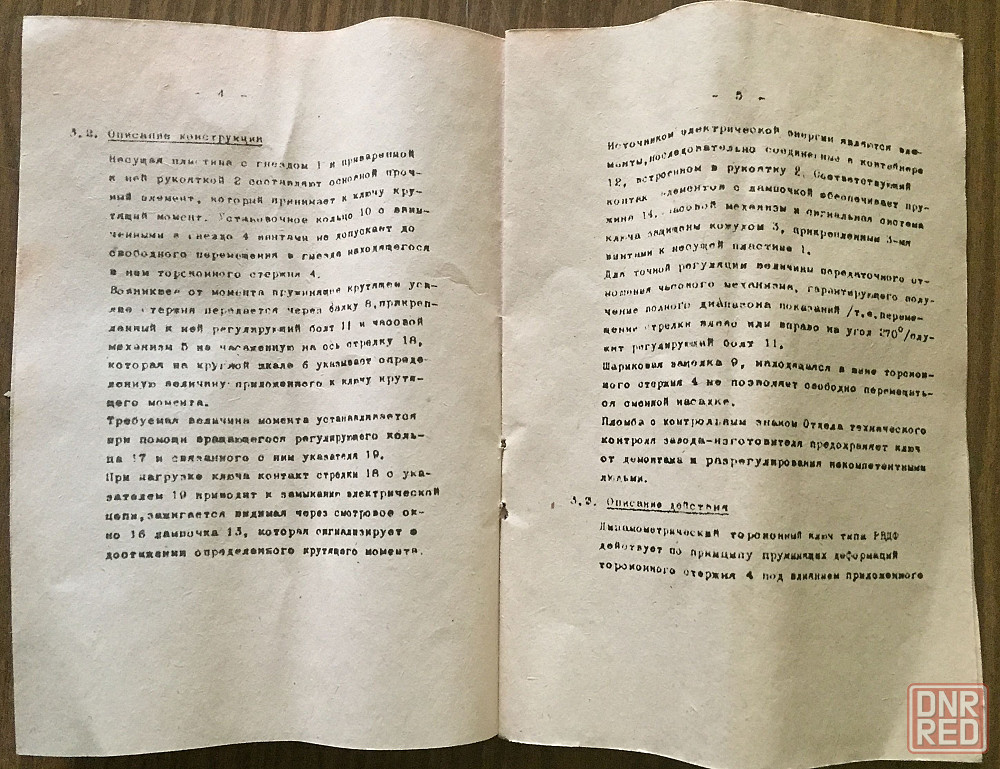 - 4 -
3.2. Описание конструкции
Несущая пластина с гнездом 1 и приваренной
к ней рукояткой 2 составляют основной проч-
ный элемент, который принимает к ключу кру-
тящий момент. Установочное кольцо 10 с ввин-
ченными в гнездо 4 винтами не допускает до
свободного перемещения в гнезде находящегося
в нем торсионного стержня 4.
Возникшее от момента пружинящее крутящем уси-
лие стержня передается через балку 8, прикреп-
ленный к ней регулирующий болт 11 и часовой
механизм 5 на насаженную на ось стрелку 18,
которая на круглой шкале 6 указывает опреде-
ленную величину приложенного к ключу крутя-
щего момента.
Требуемая величина момента устанавливается
при помощи вращающегося регулирующего коль-
ца 17 и связанного с ним указателя 19.
При нагрузке ключа контакт стрелки 18 с ука-
зателем 19 приводит к замыканию электрической
цепи, зажигается видимая через смотровое ок-
но 16 лампочка 13, которая сигнализирует о
достижении определенного крутящего момента.
- 5 -
Источником электрической энергии являются эле-
менты, последовательно соединенные в контейнере
12, встроенном в рукоятку 2. Соответствующий
контакт элементов с лампочкой обеспечивает пру-
жина 14. Часовой механизм и сигнальная система
ключа защищены кожухом 3, прикрепленным 3-мя
винтами к несущей пластине 1.
Для точной регуляции величины передаточного от-
ношения часового механизма, гарантирующего полу-
чение полного диапазона показаний /т.е. переме-
щение стрелки влево или вправо на угол 270°/слу-
жит регулирующий болт 11.
Шариковая защелка 9, находящаяся в конце торсион-
ного стержня 4 не позволяет свободно переместить-
ся сменной насадке.
Пломба с контрольным знаком Отдела технического
контроля завода-изготовителя предохраняет ключ
от демонтажа и разрегулирования некомпетентными
людьми.
3.3. Описание действия
Динамометрический торсионный ключ типа РВДФ
действует по принципу пружинящих деформаций
торсионного стержня 4 под влиянием приложенного
DNR
RED